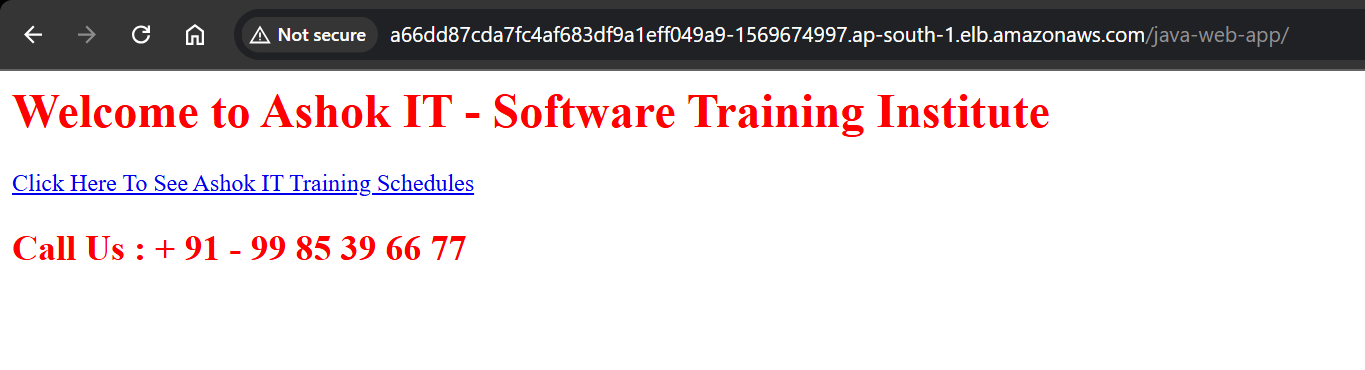 Not secure a66dd87cda7fc4af683df9a1eff049a9-1569674997.ap-south-1.elb.amazonaws.com/java-web-app/
Welcome to Ashok IT - Software Training Institute
Click Here To See Ashok IT Training Schedules
Call Us : + 91 - 99 85 39 66 77